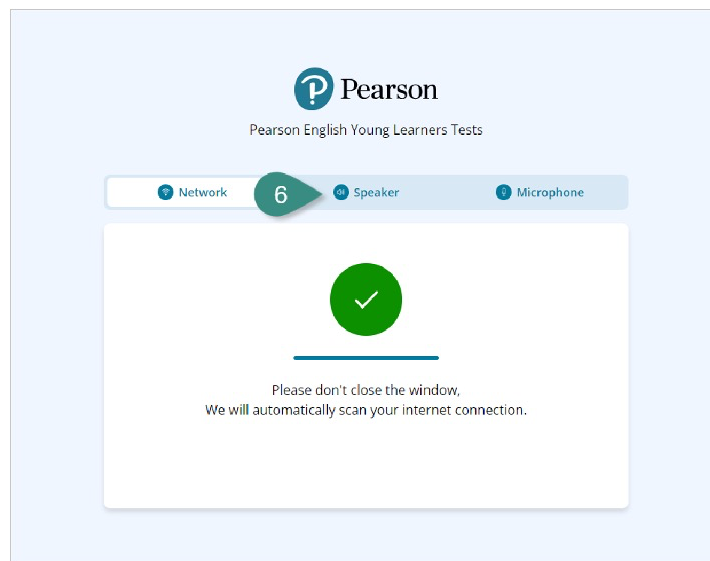 Pearson
Pearson English Young Learners Tests
Network 6 Speaker Microphone
Please don't close the window,
We will automatically scan your internet connection.